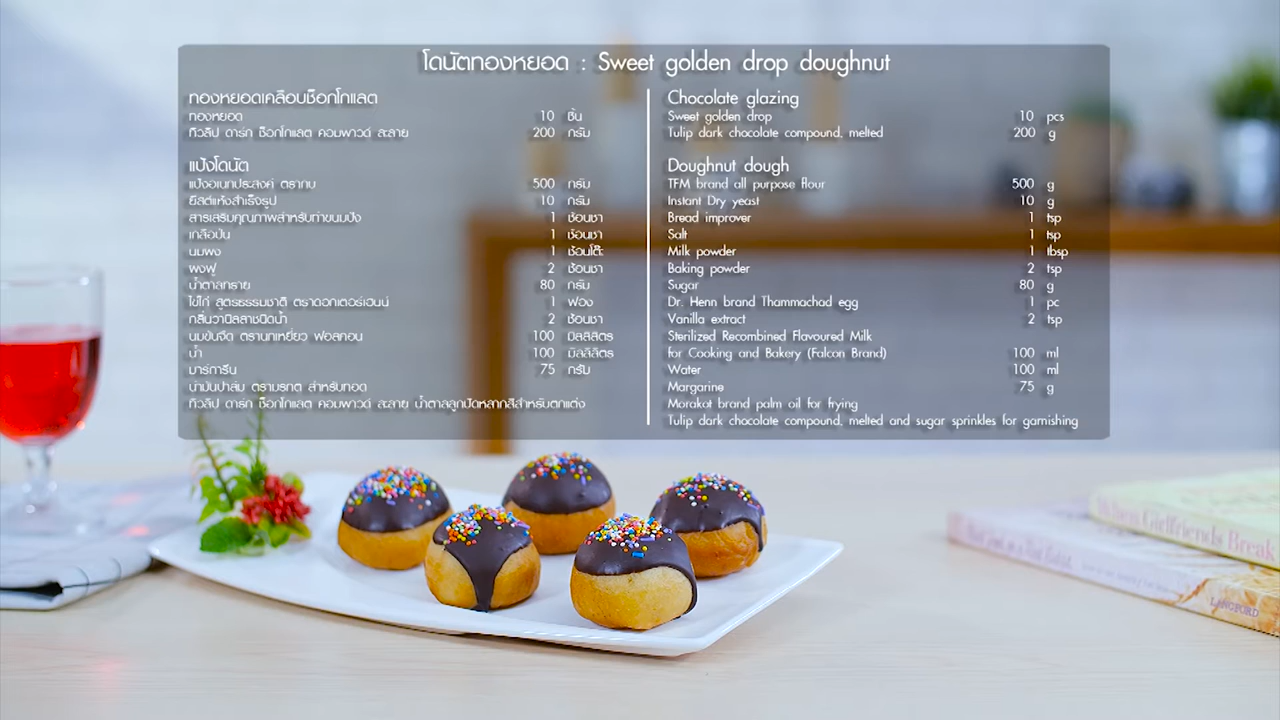 โดนัตทองหยอด : Sweet golden drop doughnut
ทองหยอดเคลือบช็อกโกแลต
ทองหยอด 10 ชิ้น
ทิวลิป ดาร์ก ช็อกโกแลต คอมพาวด์ ละลาย 200 กรัม
แป้งโดนัต
แป้งอเนกประสงค์ ตรากบ 500 กรัม
ยีสต์แห้งสำเร็จรูป 10 กรัม
สารเสริมคุณภาพสำหรับทำขนมปัง 1 ช้อนชา
เกลือป่น 1 ช้อนชา
นมผง 1 ช้อนโต๊ะ
ผงฟู 2 ช้อนชา
น้ำตาลทราย 80 กรัม
ไข่ไก่ สูตรธรรมชาติ ตราดอกเตอร์เฮนน์ 1 ฟอง
กลิ่นวานิลลาชนิดน้ำ 2 ช้อนชา
นมข้นจืด ตรานกเหยี่ยว ฟอลคอน 100 มิลลิลิตร
น้ำ 100 มิลลิลิตร
มาร์การีน 75 กรัม
น้ำมันปาล์ม ตรามรกต สำหรับทอด
ทิวลิป ดาร์ก ช็อกโกแลต คอมพาวด์ ละลาย น้ำตาลลูกปัดหลากสีสำหรับตกแต่ง
Chocolate glazing
Sweet golden drop 10 pcs
Tulip dark chocolate compound, melted 200 g
Doughnut dough
TFM brand all purpose flour 500 g
Instant Dry yeast 10 g
Bread improver 1 tsp
Salt 1 tsp
Milk powder 1 tbsp
Baking powder 2 tsp
Sugar 80 g
Dr. Henn brand Thammachad egg 1 pc
Vanilla extract 2 tsp
Sterilized Recombined Flavoured Milk
for Cooking and Bakery (Falcon Brand) 100 ml
Water 100 ml
Margarine 75 g
Morakot brand palm oil for frying
Tulip dark chocolate compound, melted and sugar sprinkles for garnishing
Girlfriends Break
LANGFORD